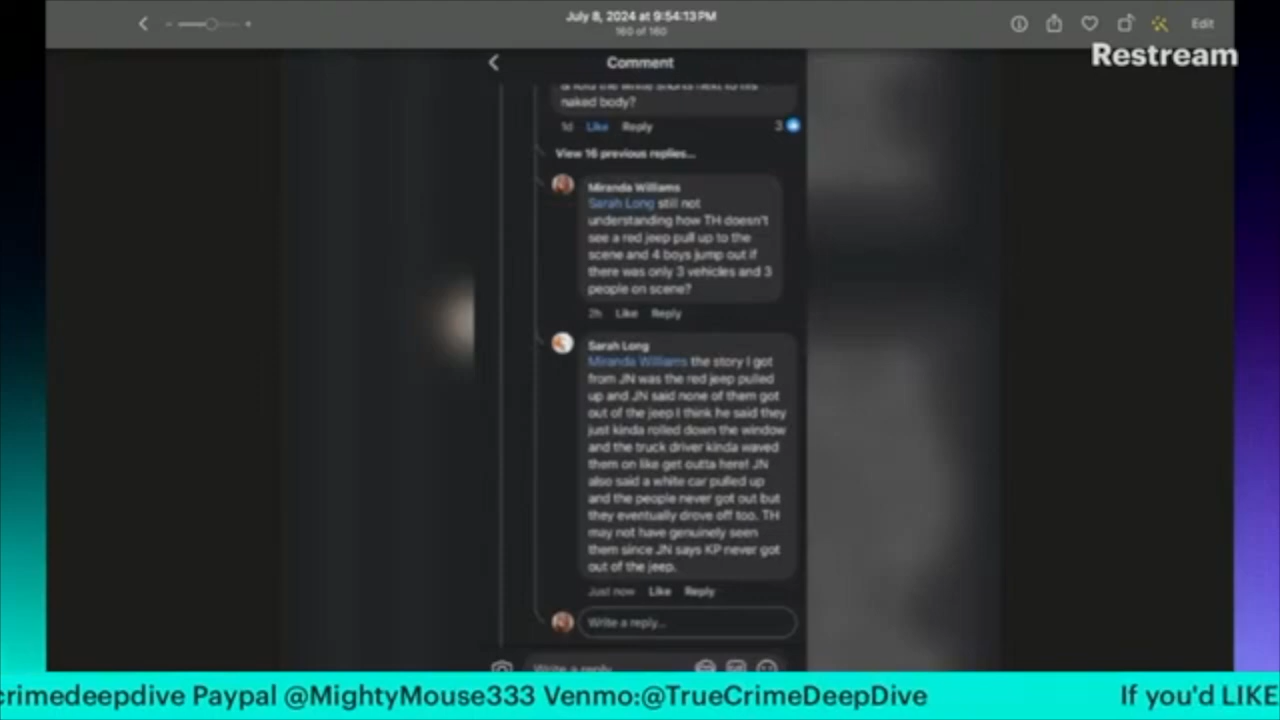 July 8, 2024 at 9:54:13 PM
160 of 160
Edit
Restream
Comment
naked body?
1d Like Reply 3
View 16 previous replies...
Miranda Williams
Sarah Long still not
understanding how TH doesn't
see a red jeep pull up to the
scene and 4 boys jump out if
there was only 3 vehicles and 3
people on scene?
2h Like Reply
Sarah Long
Miranda Williams the story I got
from JN was the red jeep pulled
up and JN said none of them got
out of the jeep I think he said they
just kinda rolled down the window
and the truck driver kinda waved
them on like get outta here! JN
also said a white car pulled up
and the people never got out but
they eventually drove off too. TH
may not have genuinely seen
them since JN says KP never got
out of the jeep.
Just now Like Reply
Write a reply...
Write a reply
crimedeepdive Paypal @MightyMouse333 Venmo:@TrueCrimeDeepDive If you'd LIKE